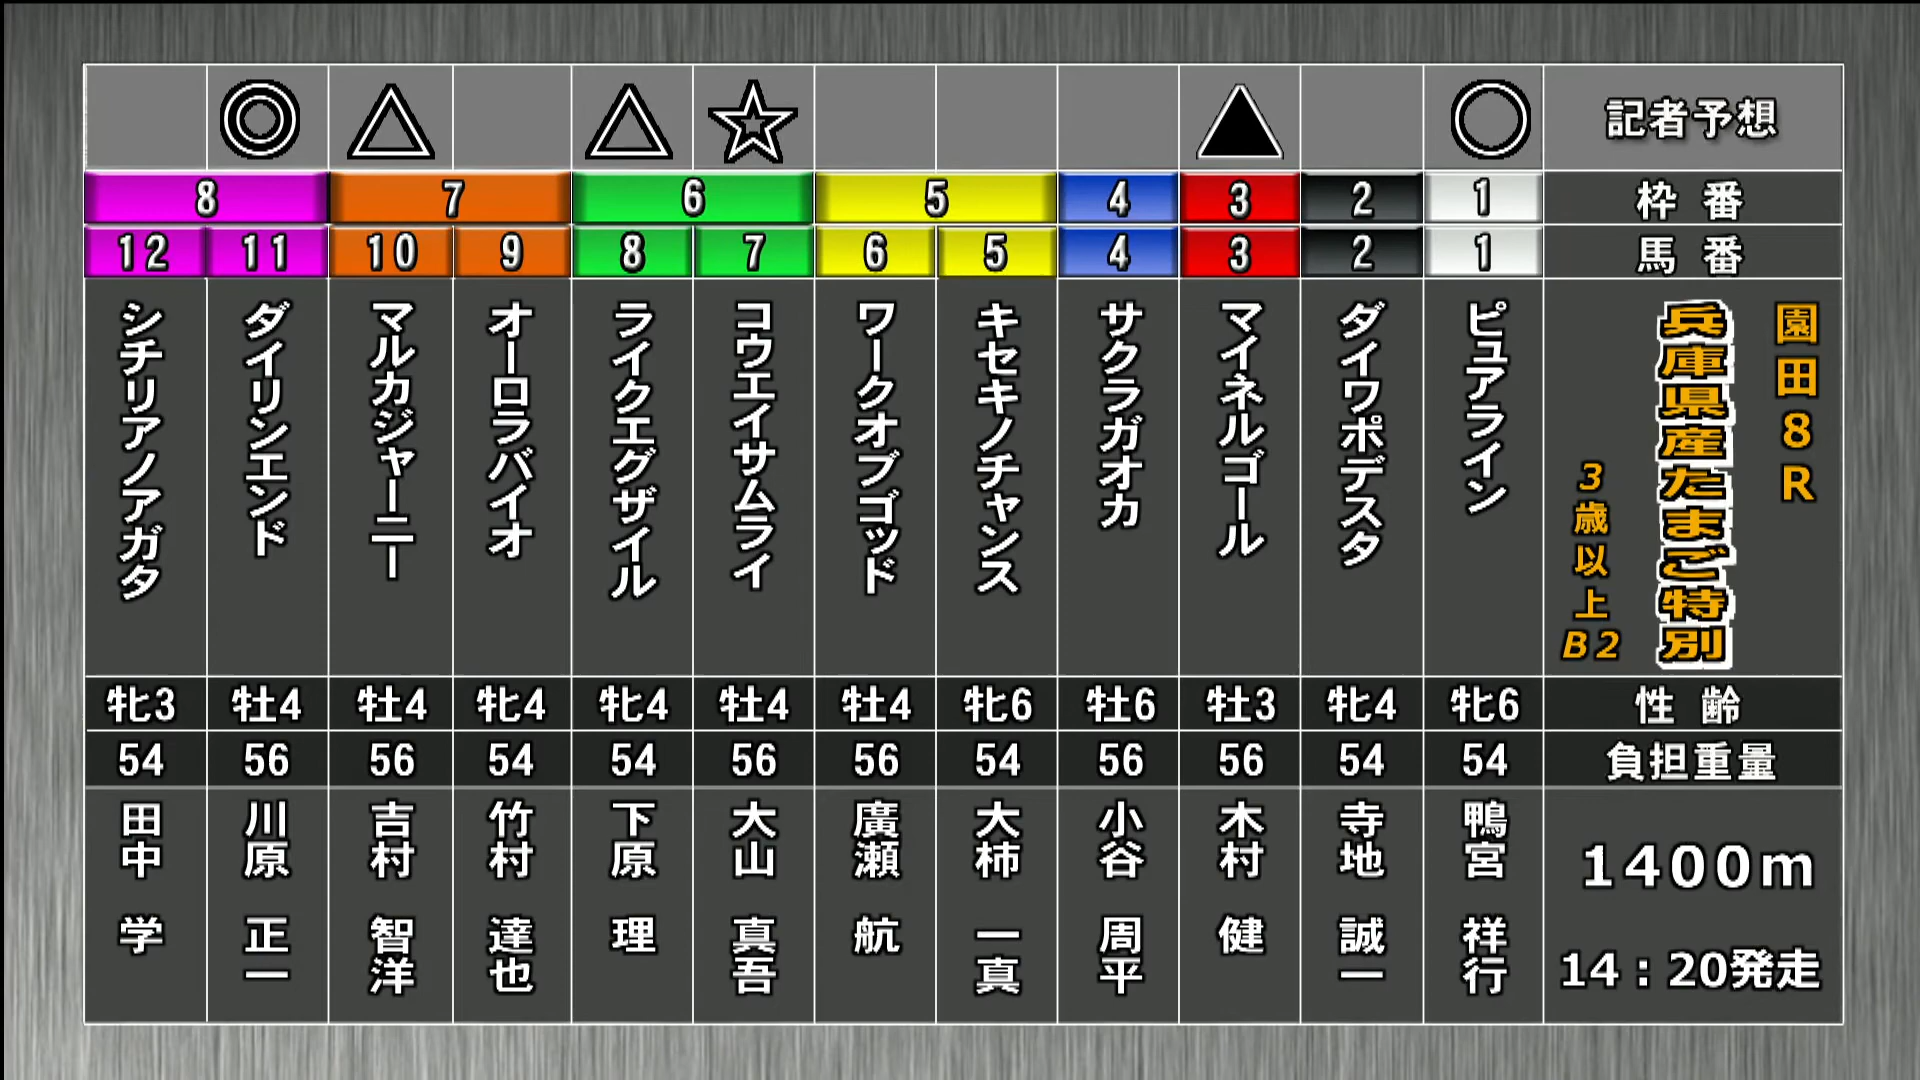 記者予想
枠番
馬番
園田8R
兵庫県産たまご特別
3歳以上B2
性齢
負担重量
1400m
14:20発走
○
1
1
ピュアライン
牝6
54
鴨宮 祥行
2
2
ダイワポデスタ
牝4
54
寺地 誠一
▲
3
3
マイネルゴール
牡3
56
木村 健
4
4
サクラガオカ
牡6
56
小谷 周平
5
5
キセキノチャンス
牝6
54
大柿 一真
6
ワークオブゴッド
牡4
56
廣瀬 航
☆
6
7
コウエイサムライ
牡4
56
大山 真吾
△
8
ライクエグザイル
牝4
54
下原 理
7
9
オーロラバイオ
牝4
54
竹村 達也
△
10
マルカジャーニー
牡4
56
吉村 智洋
◎
8
11
ダイリンエンド
牡4
56
川原 正一
12
シチリアノアガタ
牝3
54
田中 学